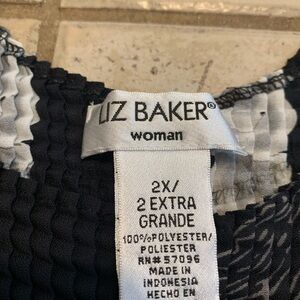 LIZ BAKER®
woman
2X/
2 EXTRA
GRANDE
100%POLYESTER/
POLIESTER
RN#57096
MADE IN
INDONESIA
HECHO EN